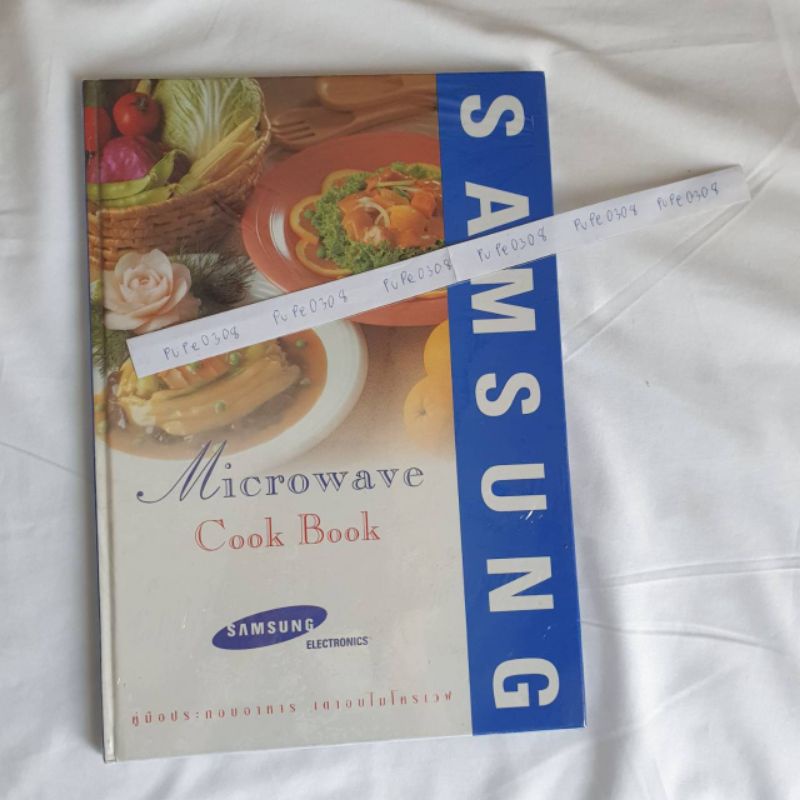 SAMSUNG
PUPe0308 PUPe0308 PUPe0308 PUPe0308 PUPe0308 PUPe0308
Microwave
Cook Book
SAMSUNG
ELECTRONICS
คู่มือประกอบอาหาร เตาอบไมโครเวฟ